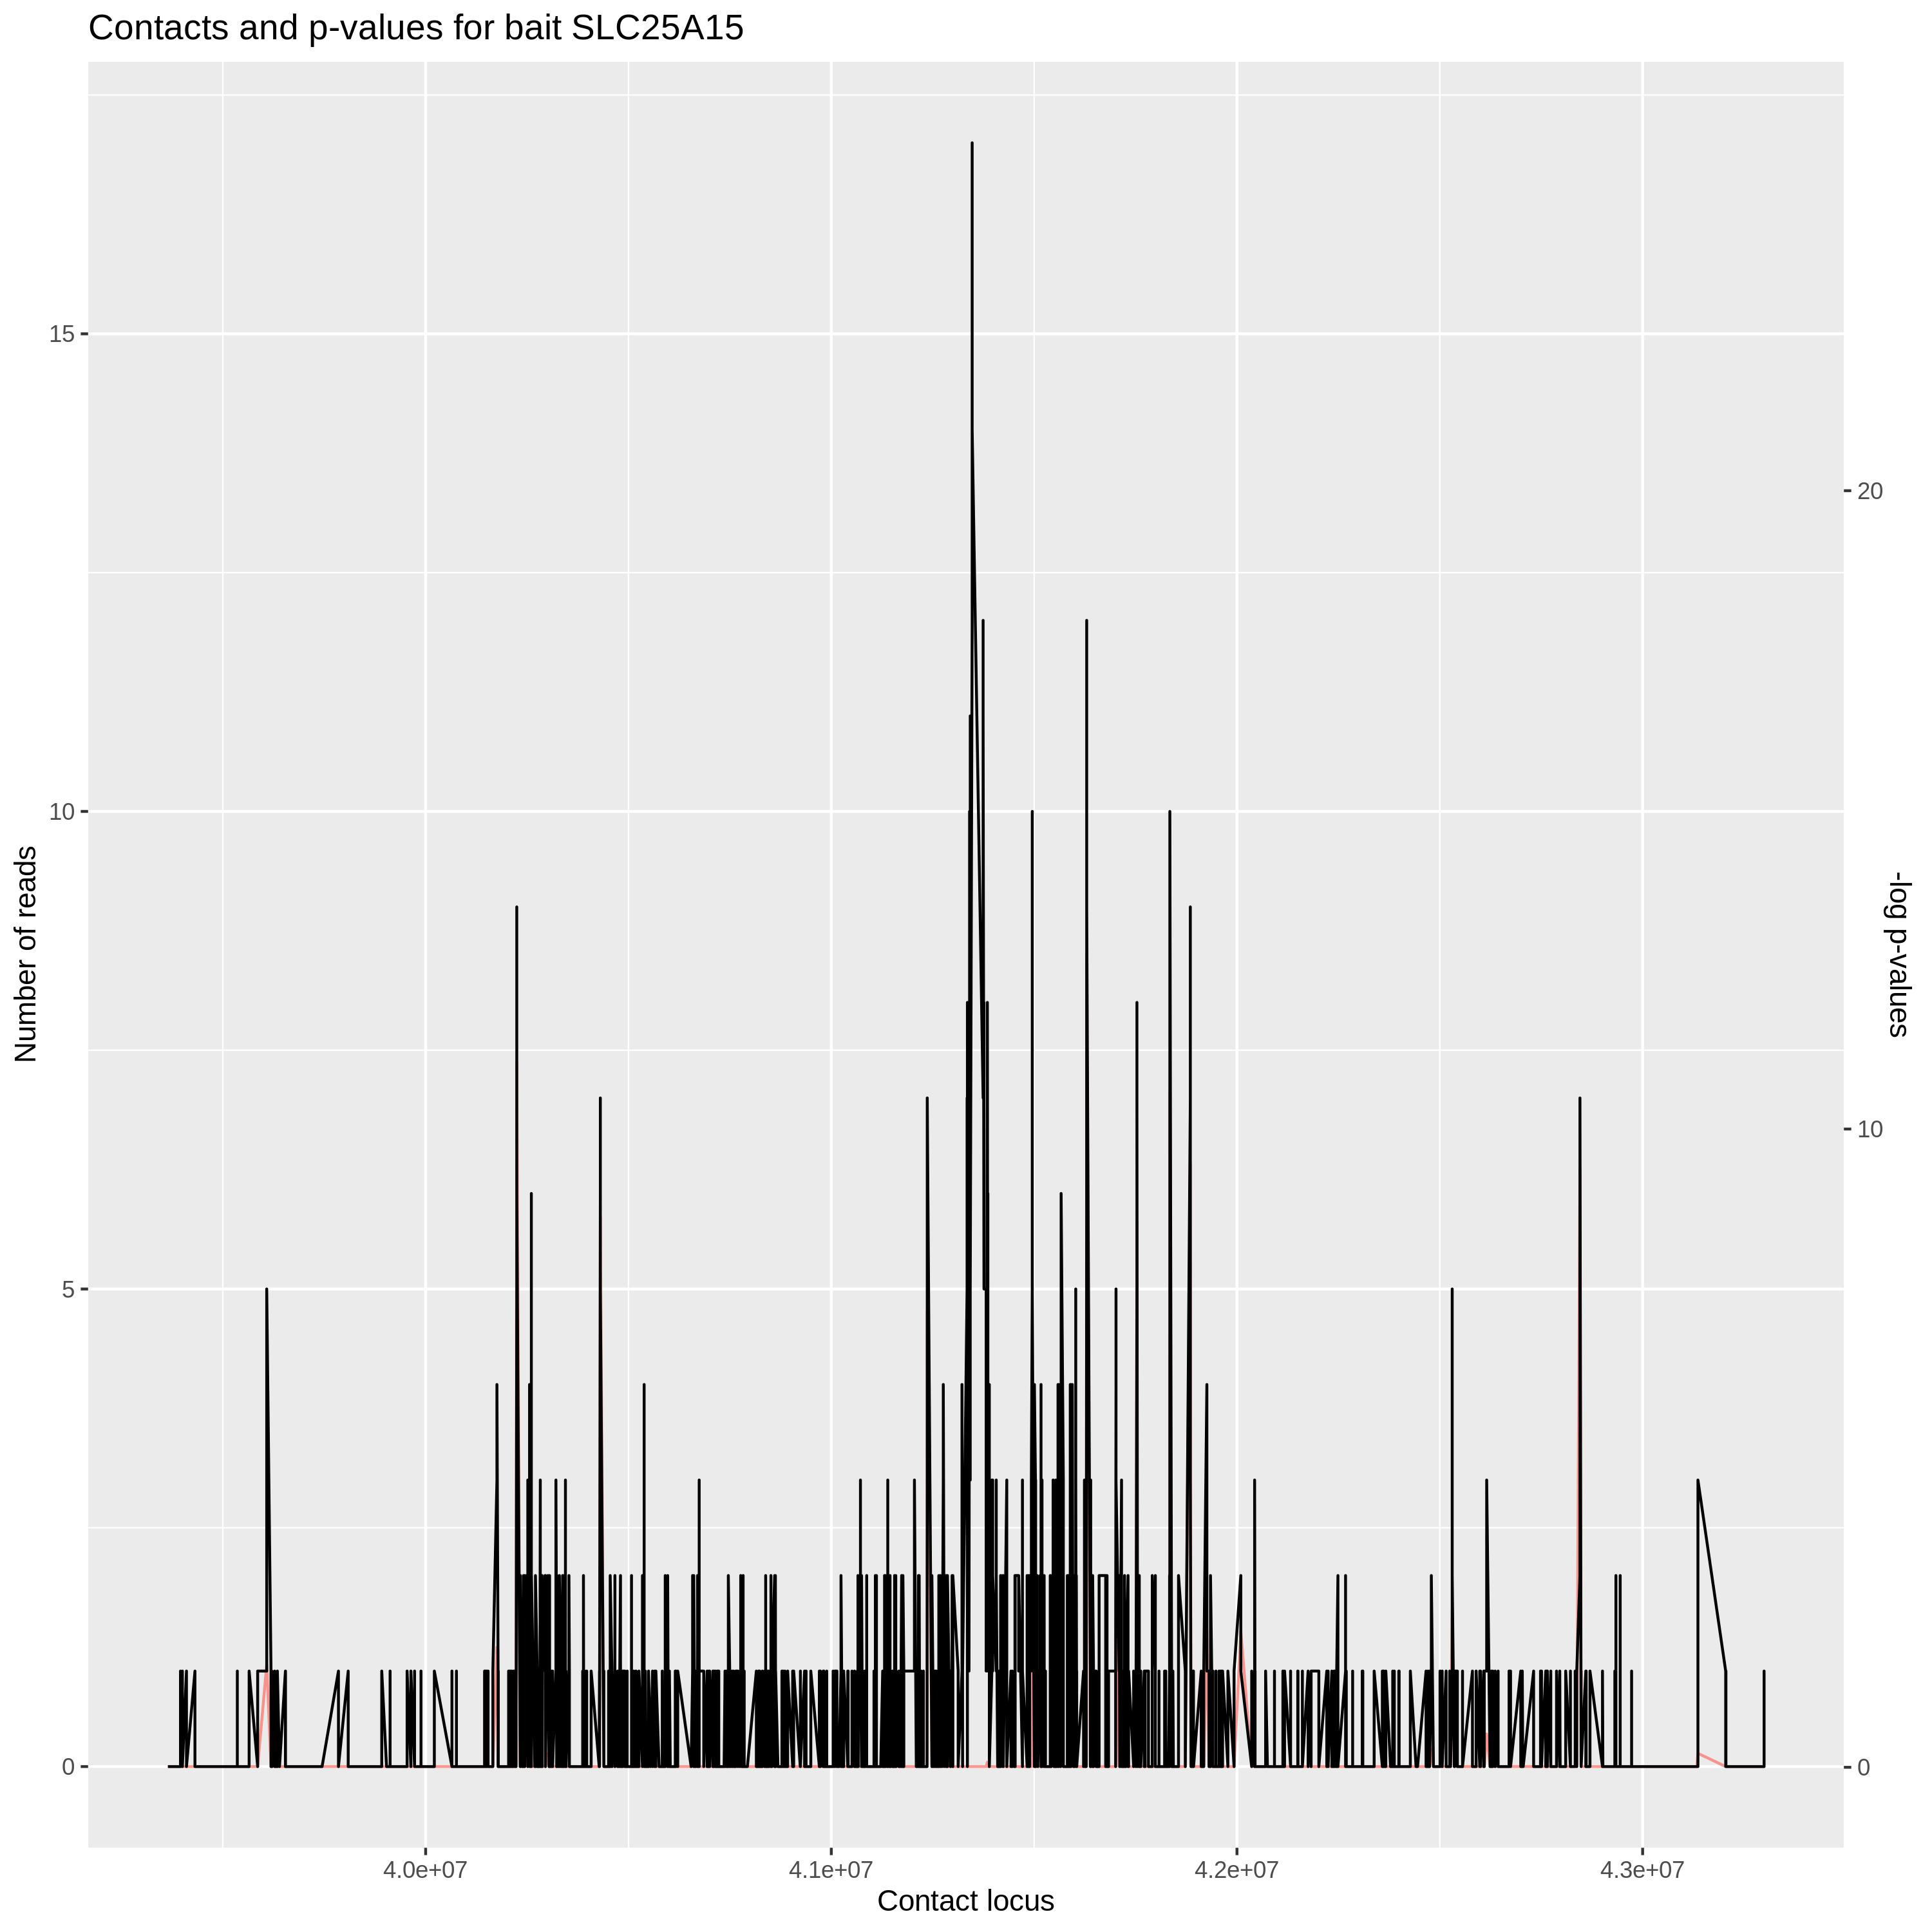 Contacts and p-values for bait SLC25A15
15
10
5
0
Number of reads
20
10
0
-log p-values
4.0e+07
4.1e+07
4.2e+07
4.3e+07
Contact locus